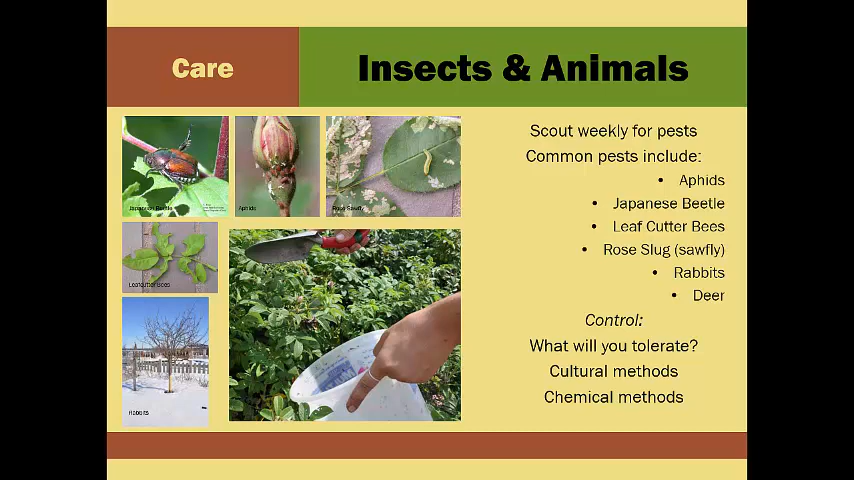 Care
Insects & Animals
Japanese Beetle
Aphids
Rose Sawfly
Leafcutter Bees
Rabbits
Scout weekly for pests
Common pests include:
• Aphids
• Japanese Beetle
• Leaf Cutter Bees
• Rose Slug (sawfly)
• Rabbits
• Deer
Control:
What will you tolerate?
Cultural methods
Chemical methods